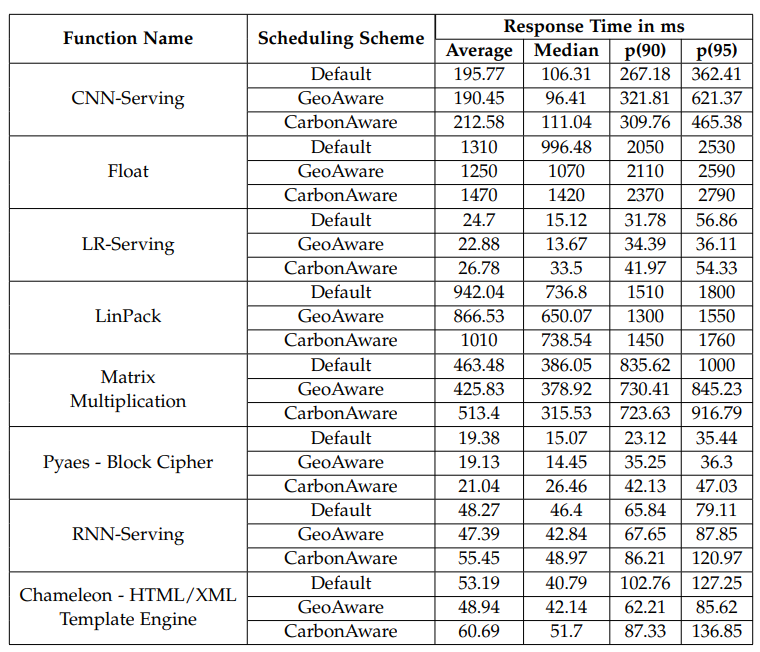 Function Name Scheduling Scheme Response Time in ms
Average Median p(90) p(95)
CNN-Serving Default 195.77 106.31 267.18 362.41
GeoAware 190.45 96.41 321.81 621.37
CarbonAware 212.58 111.04 309.76 465.38
Float Default 1310 996.48 2050 2530
GeoAware 1250 1070 2110 2590
CarbonAware 1470 1420 2370 2790
LR-Serving Default 24.7 15.12 31.78 56.86
GeoAware 22.88 13.67 34.39 36.11
CarbonAware 26.78 33.5 41.97 54.33
LinPack Default 942.04 736.8 1510 1800
GeoAware 866.53 650.07 1300 1550
CarbonAware 1010 738.54 1450 1760
Matrix Multiplication Default 463.48 386.05 835.62 1000
GeoAware 425.83 378.92 730.41 845.23
CarbonAware 513.4 315.53 723.63 916.79
Pyaes - Block Cipher Default 19.38 15.07 23.12 35.44
GeoAware 19.13 14.45 35.25 36.3
CarbonAware 21.04 26.46 42.13 47.03
RNN-Serving Default 48.27 46.4 65.84 79.11
GeoAware 47.39 42.84 67.65 87.85
CarbonAware 55.45 48.97 86.21 120.97
Chameleon - HTML/XML Template Engine Default 53.19 40.79 102.76 127.25
GeoAware 48.94 42.14 62.21 85.62
CarbonAware 60.69 51.7 87.33 136.85